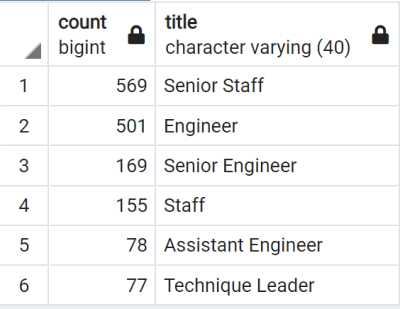 count title
bigint character varying (40)
1 569 Senior Staff
2 501 Engineer
3 169 Senior Engineer
4 155 Staff
5 78 Assistant Engineer
6 77 Technique Leader